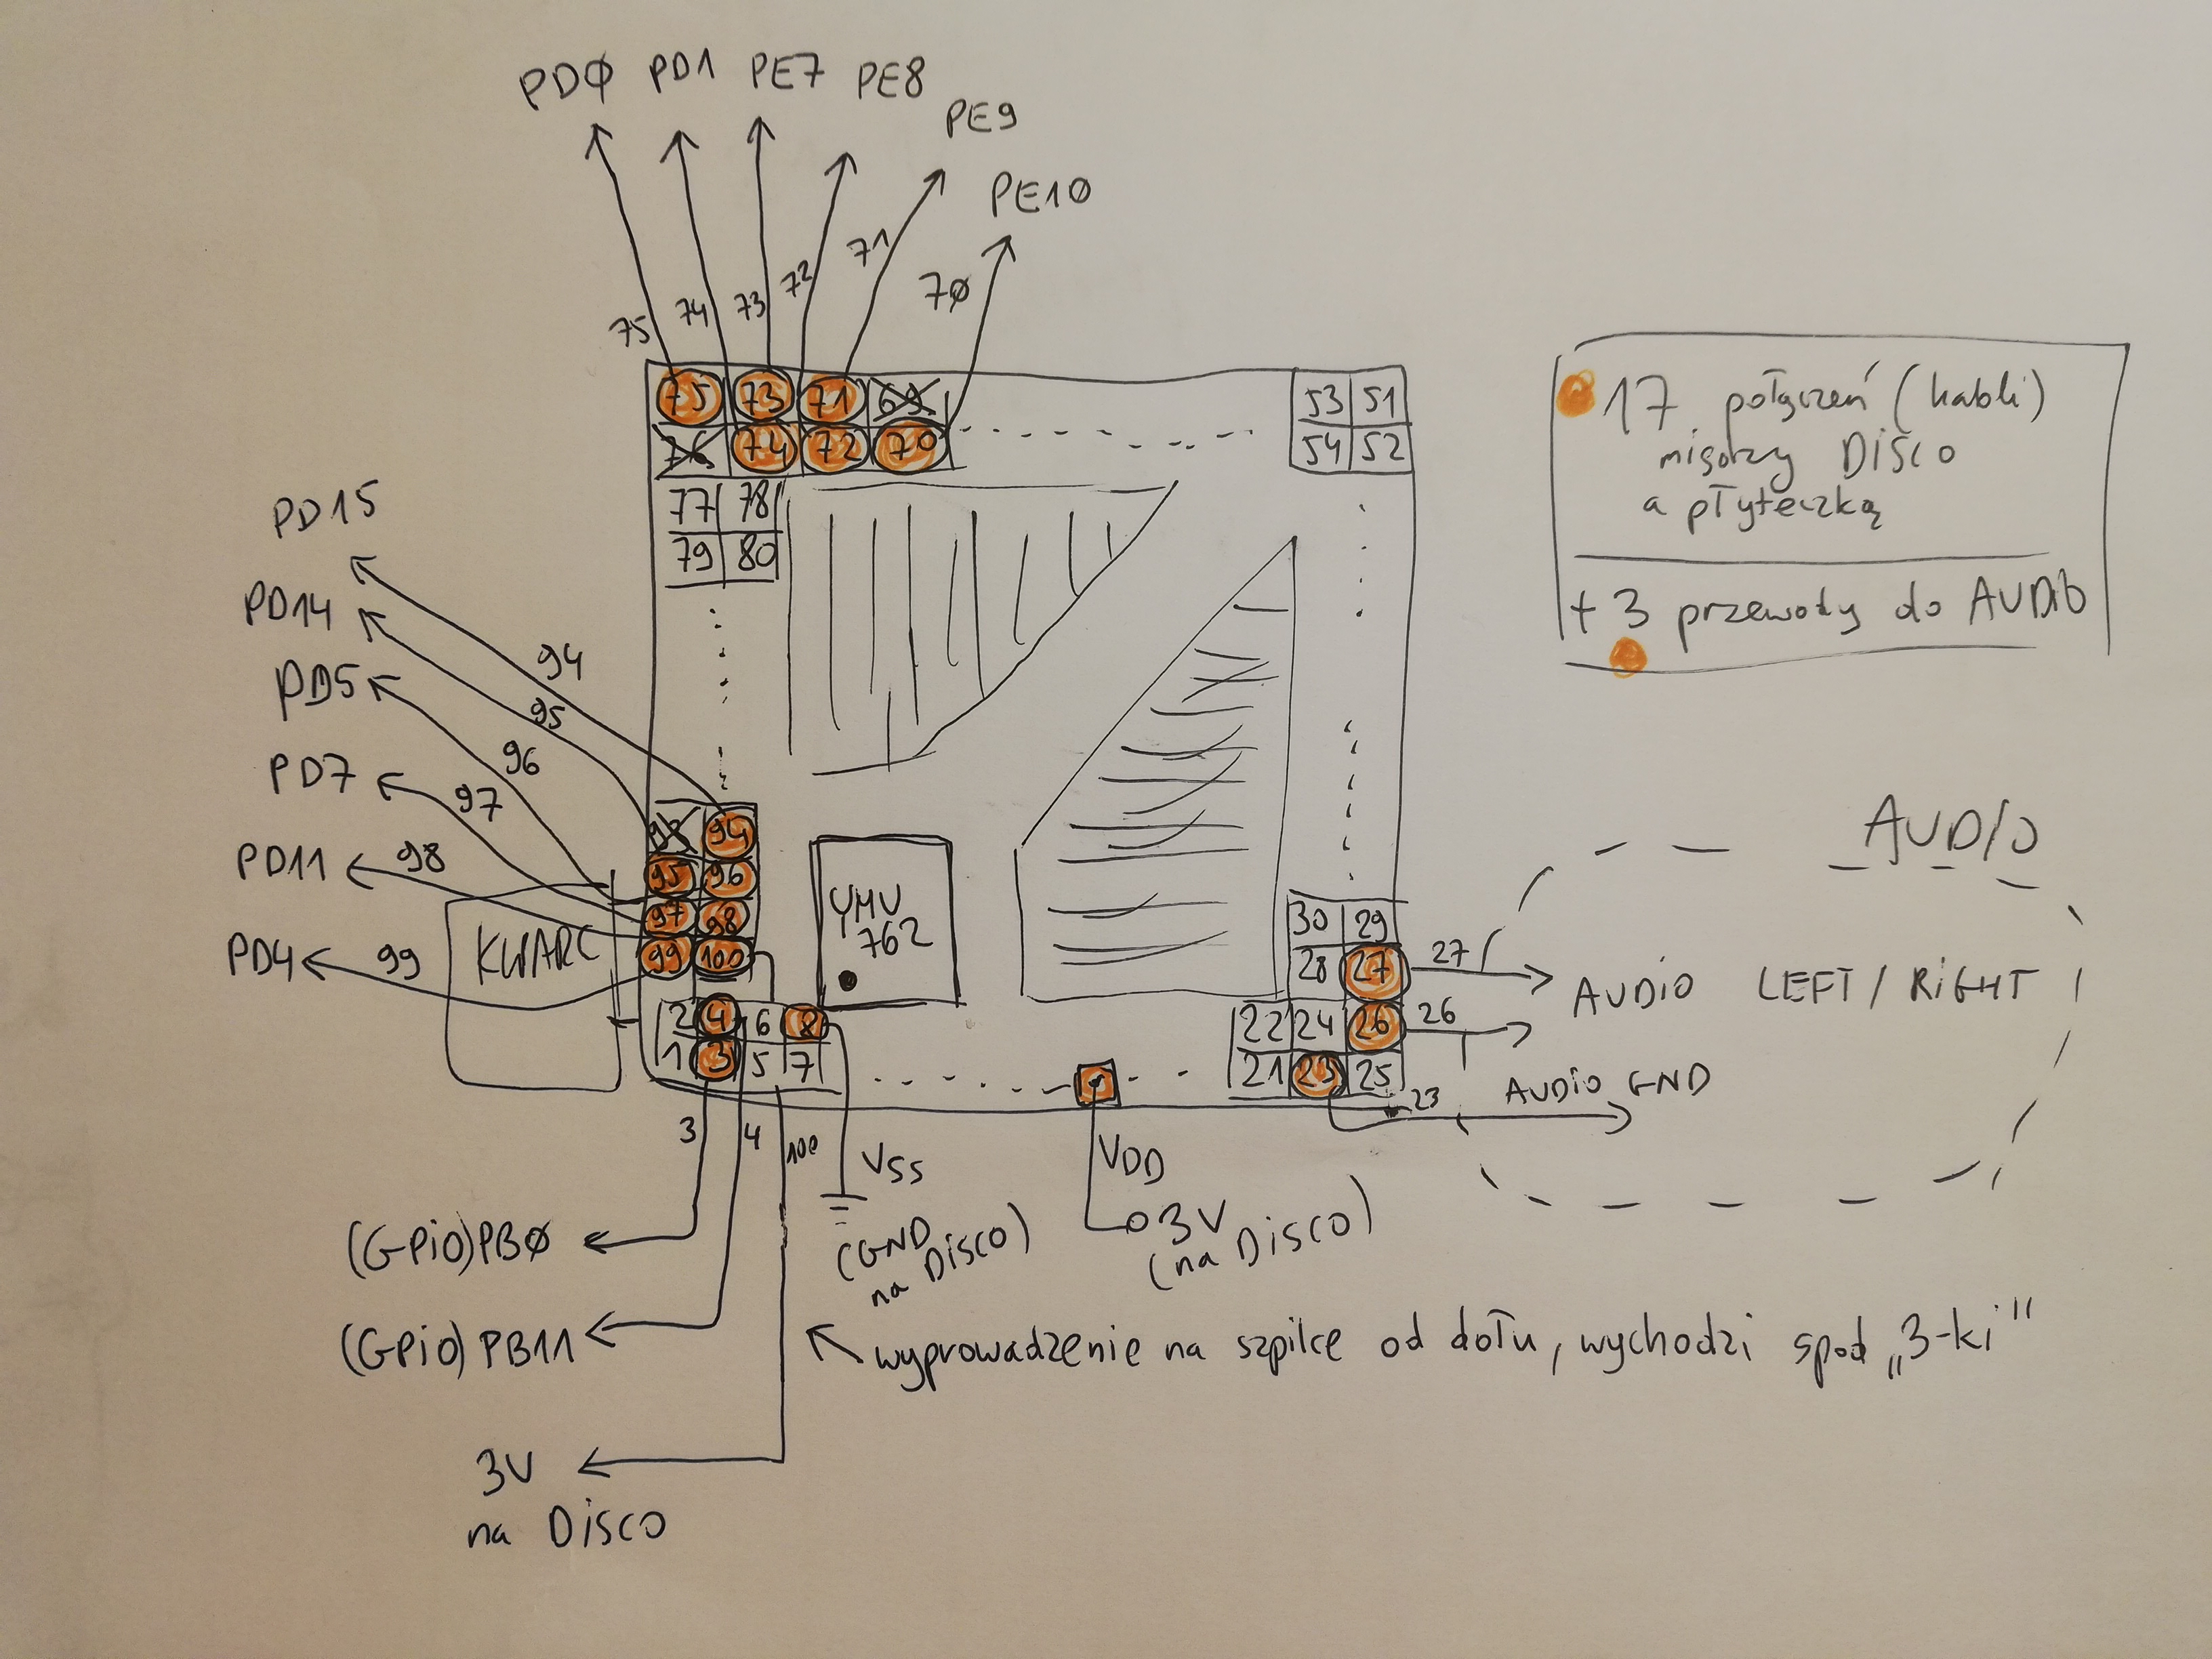 PD0 PD1 PE7 PE8
PE9
PE10
75 74 73 72 71 70
75 73 71 69
76 74 72 70
53 51
54 52
77 78
79 80
17 połączeń (kabli)
między DISCO
a płyteczką
+ 3 przewody do AUDIO
PD15
PD14
PD5
PD7
PD11
PD4
94
95
96
97
98
99
93 94
95 96
97 98
99 100
KWARC
YMU
762
2 4 6 8
1 3 5 7
30 29
28 27
22 24 26
21 23 25
AUDIO
27
AUDIO LEFT / RIGHT
26
AUDIO GND
23
3 4 100
VSS
(GND
na DISCO)
VDD
3V
(na DISCO)
(GPiO) PB0
(GPiO) PB11
wyprowadzenie na szpilce od dołu, wychodzi spod „3-ki"
3V
na DISCO